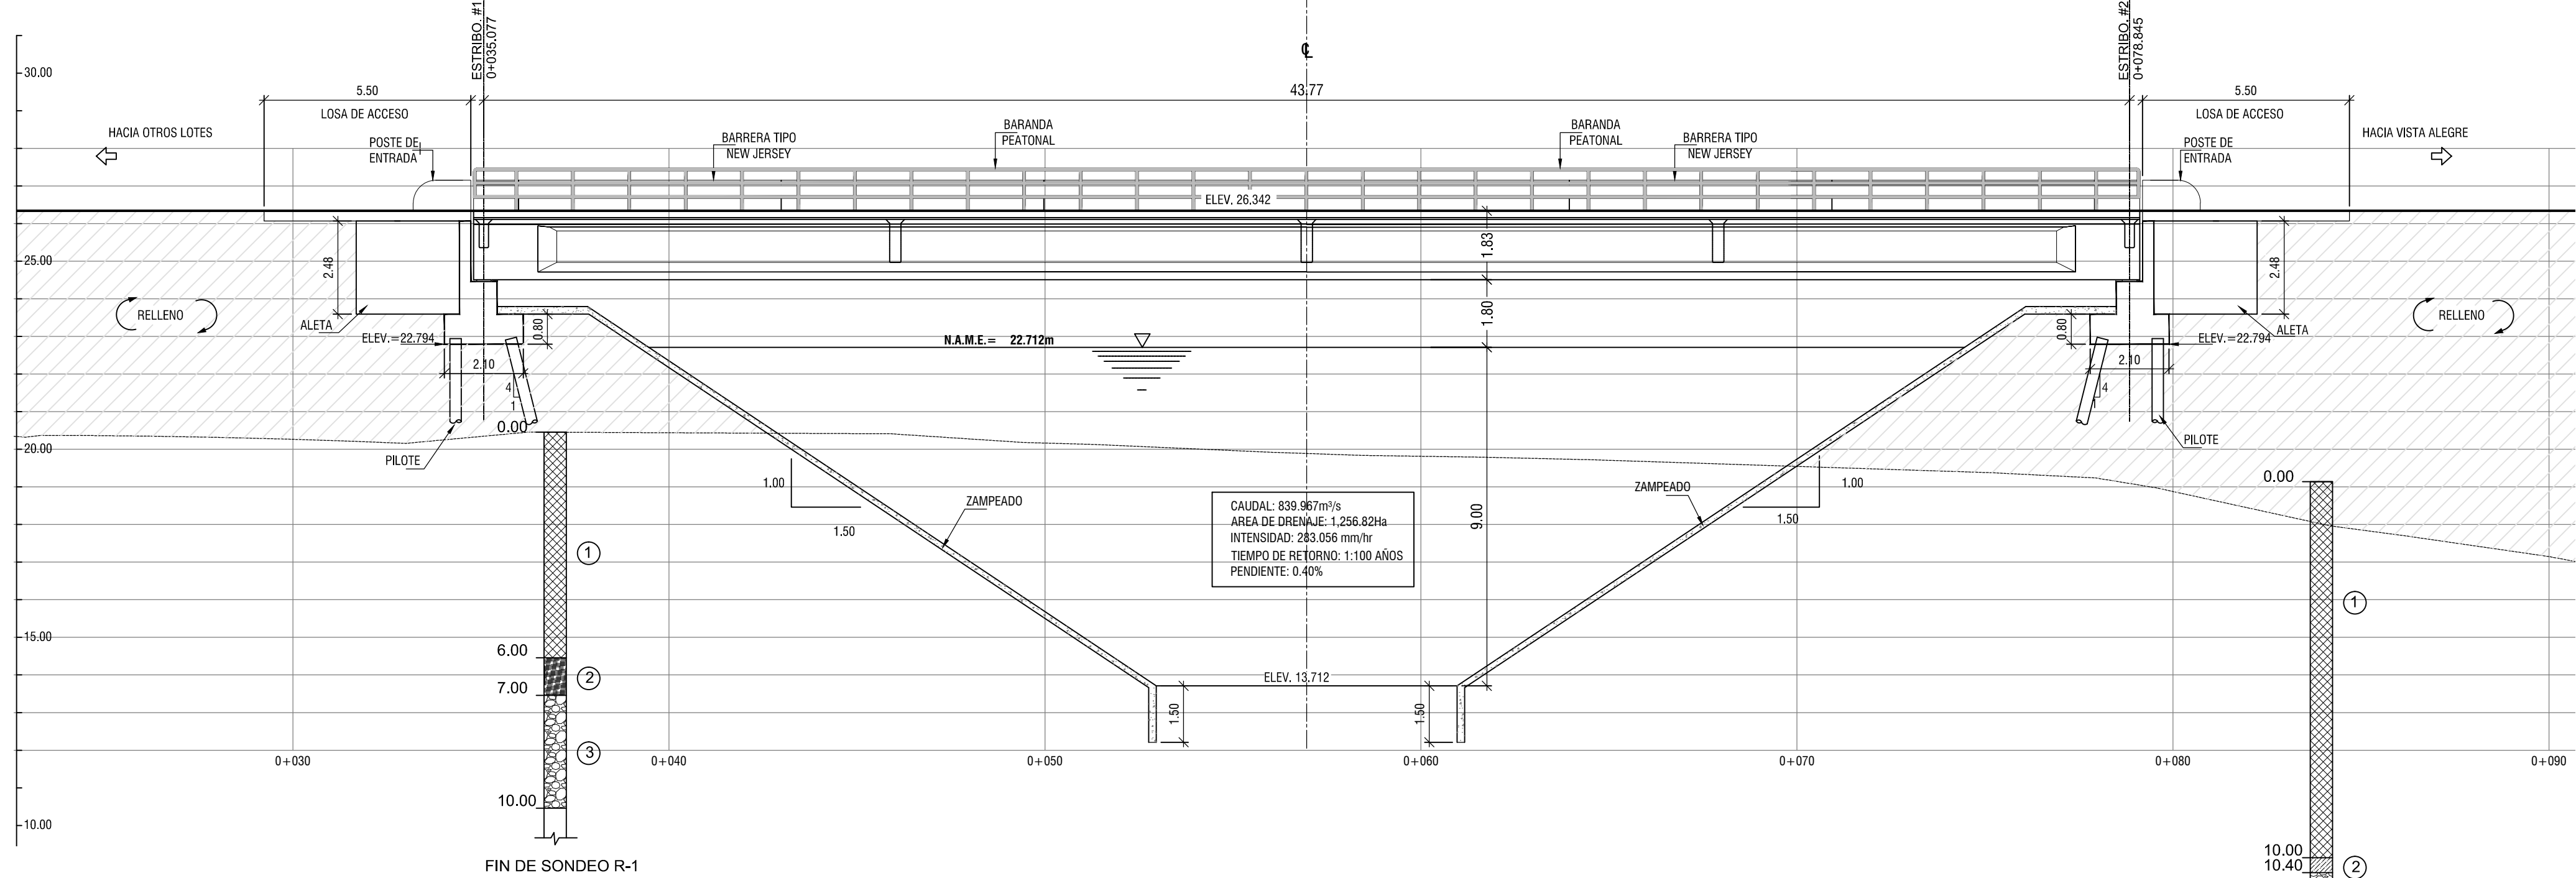 ESTRIBO. #1
0+035.077
ESTRIBO. #2
0+078.845
℄
30.00
25.00
20.00
15.00
10.00
5.50
LOSA DE ACCESO
43.77
5.50
LOSA DE ACCESO
HACIA OTROS LOTES
POSTE DE
ENTRADA
BARRERA TIPO
NEW JERSEY
BARANDA
PEATONAL
BARANDA
PEATONAL
BARRERA TIPO
NEW JERSEY
POSTE DE
ENTRADA
HACIA VISTA ALEGRE
ELEV. 26.342
2.48
1.83
2.48
RELLENO
ALETA
0.80
1.80
0.80
ALETA
RELLENO
ELEV.=22.794
N.A.M.E.= 22.712m
ELEV.=22.794
2.10
2.10
4
1
4
1
PILOTE
PILOTE
0.00
0.00
1.00
1.50
ZAMPEADO
CAUDAL: 839.967m³/s
AREA DE DRENAJE: 1,256.82Ha
INTENSIDAD: 283.056 mm/hr
TIEMPO DE RETORNO: 1:100 AÑOS
PENDIENTE: 0.40%
9.00
ZAMPEADO
1.00
1.50
1
1
6.00
2
7.00
3
10.00
ELEV. 13.712
1.50
1.50
0+030
0+040
0+050
0+060
0+070
0+080
0+090
FIN DE SONDEO R-1
10.00
10.40
2